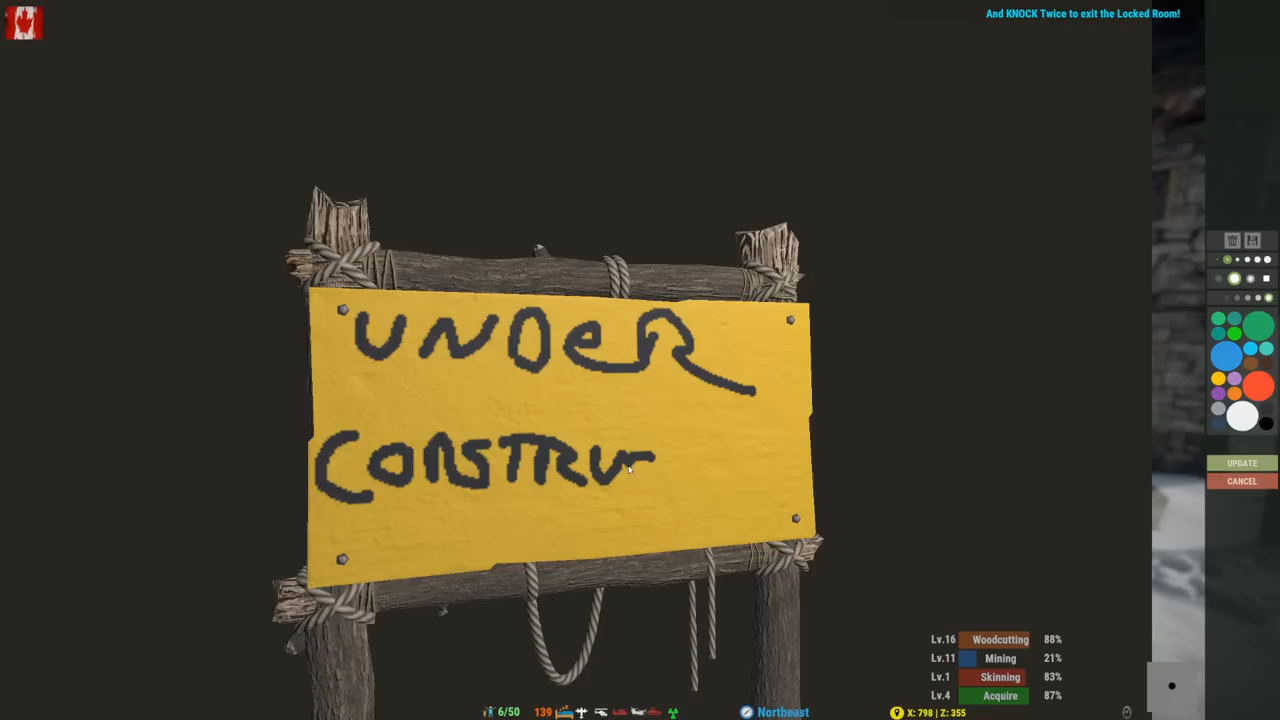 And KNOCK Twice to exit the Locked Room!
UNDeR
CONSTRU
UPDATE
CANCEL
Lv.16 Woodcutting 88%
Lv.11 Mining 21%
Lv.1 Skinning 83%
Lv.4 Acquire 87%
6/50 139 Northeast X: 798 | Z: 355